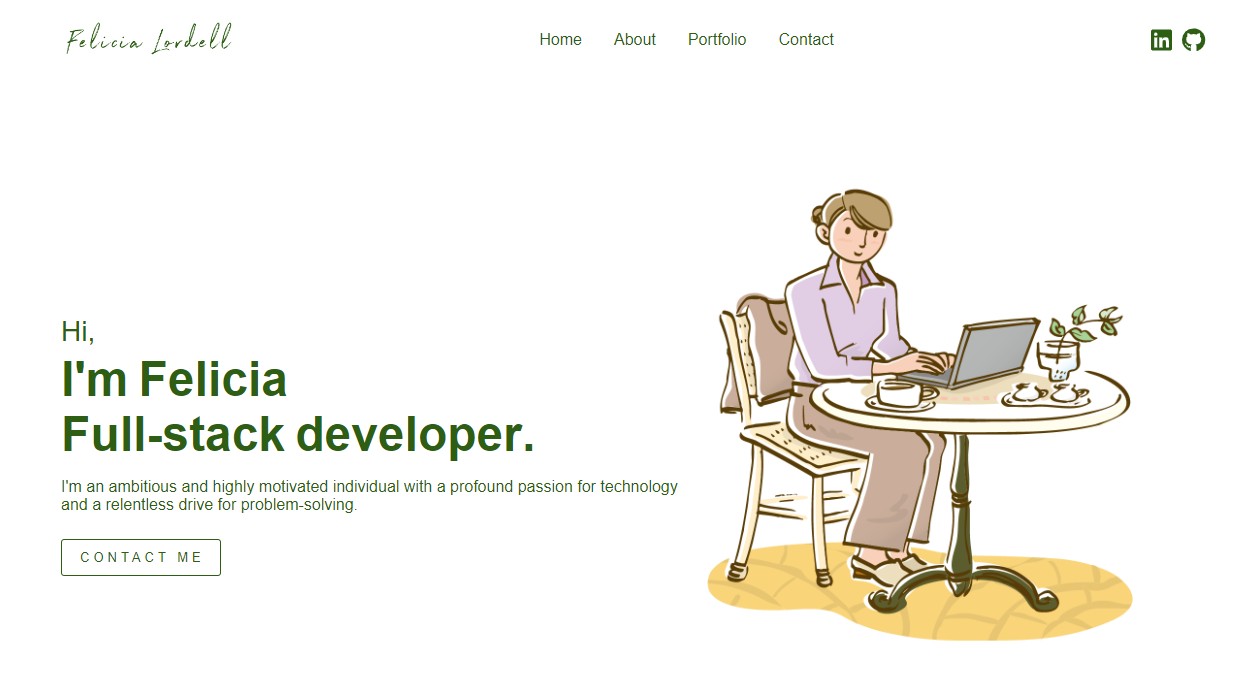 Felicia Lordell
Home About Portfolio Contact
Hi,
I'm Felicia
Full-stack developer.
I'm an ambitious and highly motivated individual with a profound passion for technology
and a relentless drive for problem-solving.
CONTACT ME